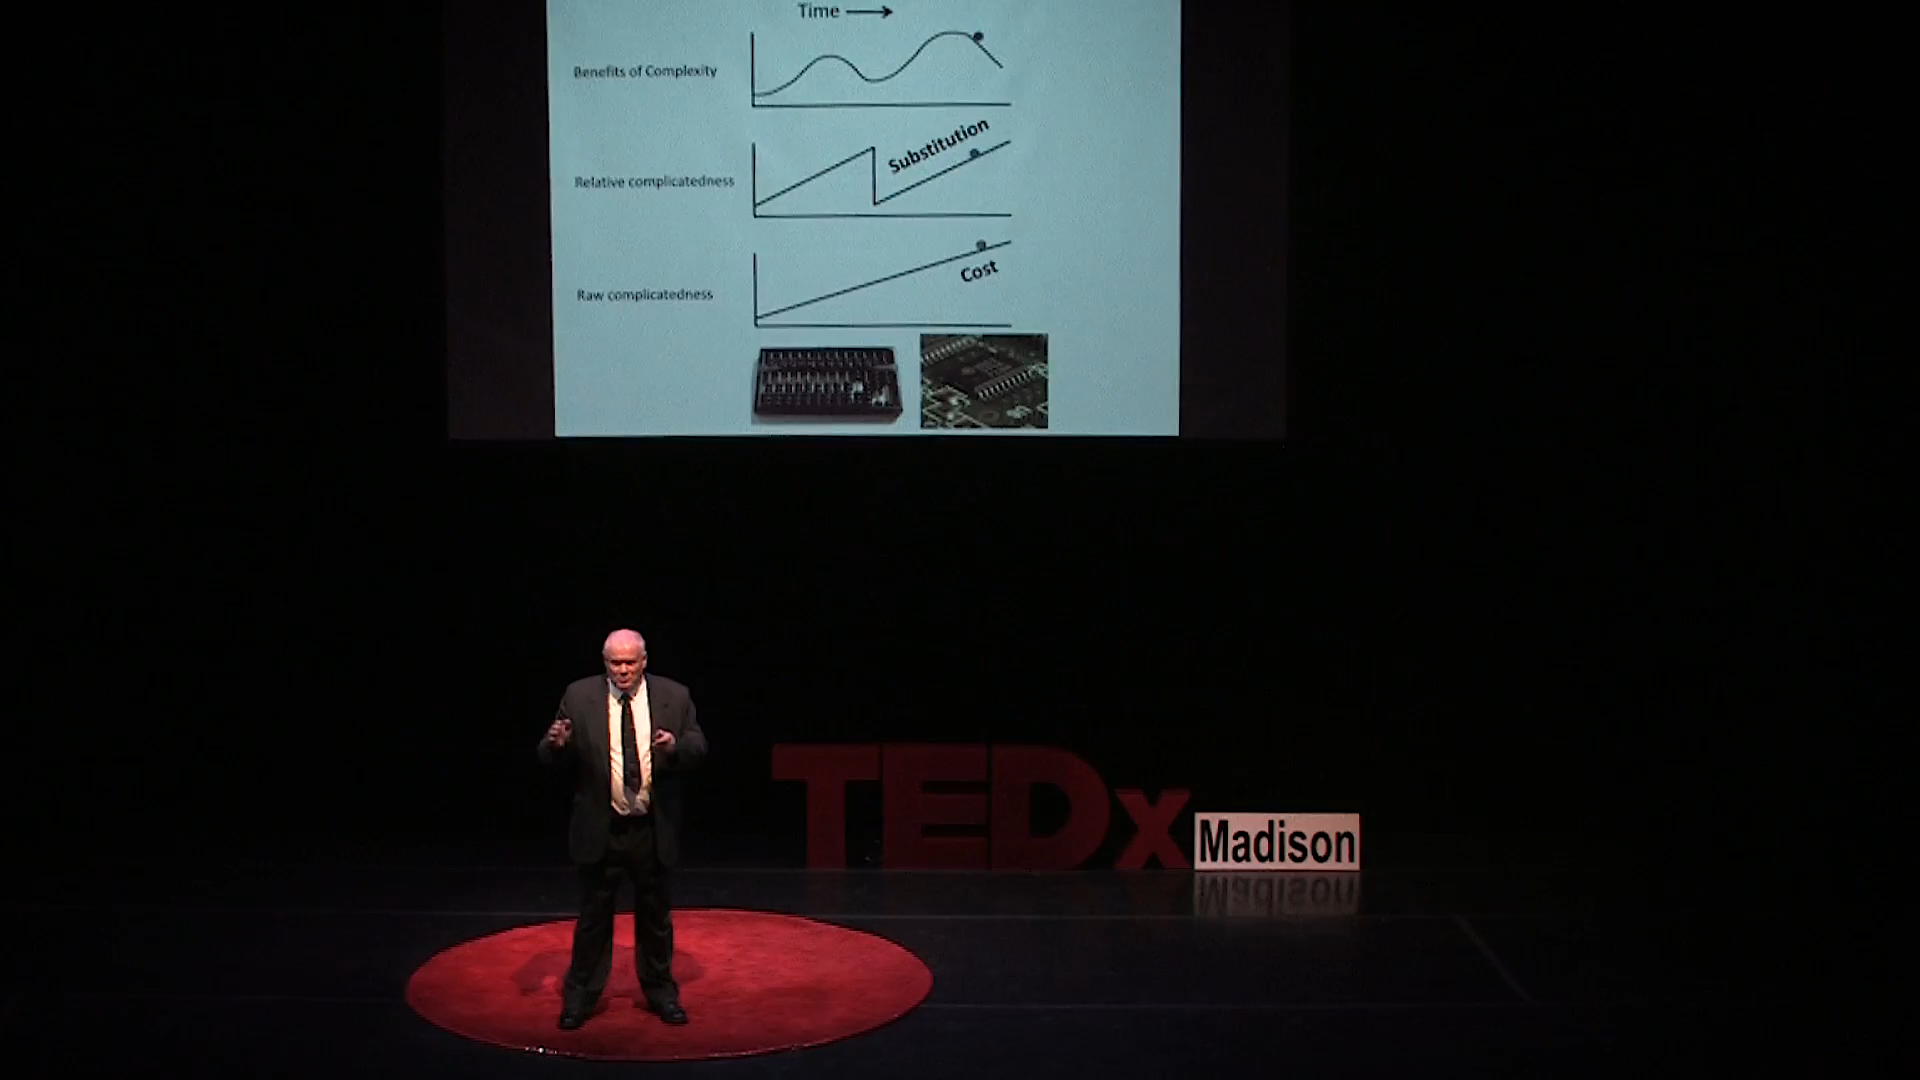 Time
Benefits of Complexity
Substitution
Relative complicatedness
Cost
Raw complicatedness
TEDx
Madison